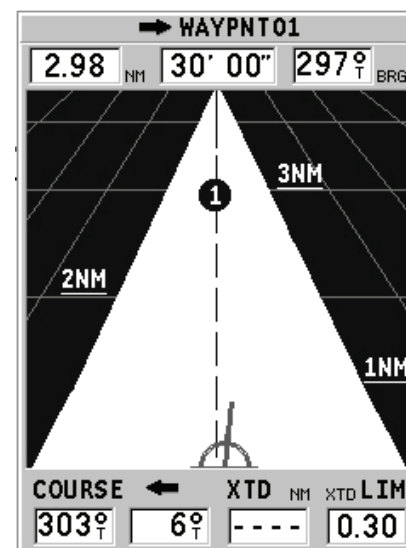 ➡ WAYPNT01
2.98 NM 30' 00" 297°T BRG
3NM
1
2NM
1NM
COURSE ⬅ XTD NM XTD LIM
303°T 6°T ---- 0.30